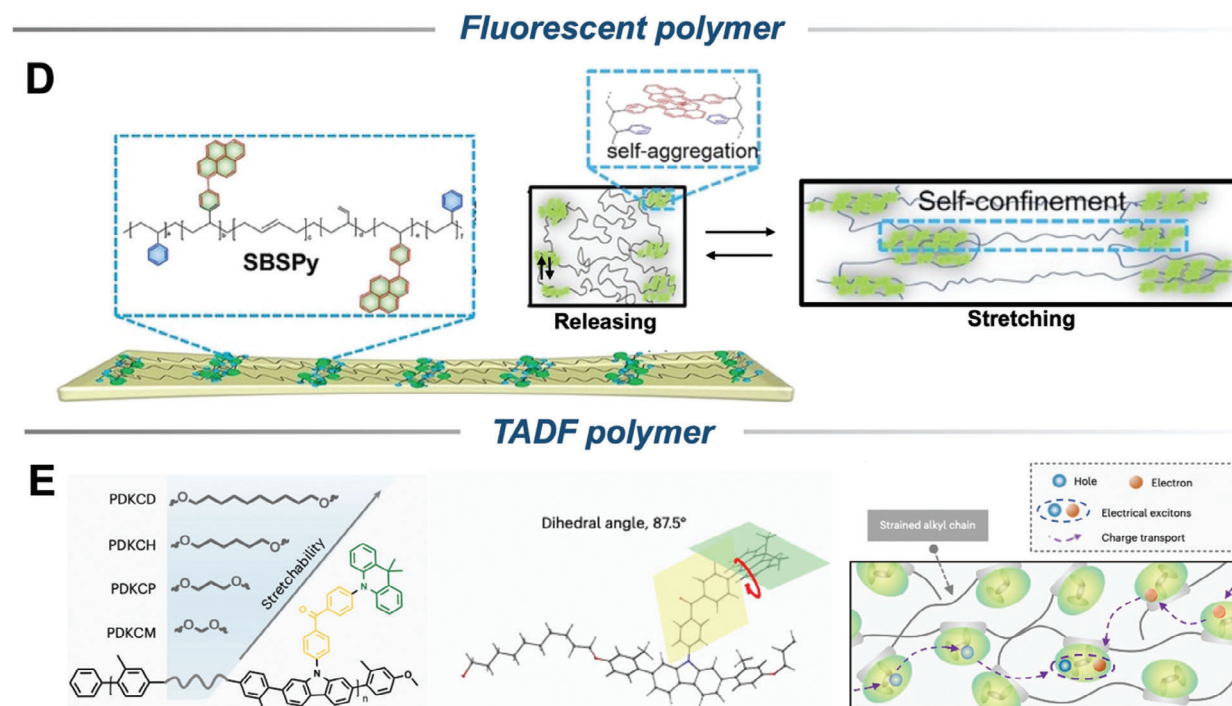 Fluorescent polymer
D
self-aggregation
SBSPy
a
b
c
d
e
f
Releasing
Self-confinement
Stretching
TADF polymer
E
PDKCD
O
O
PDKCH
O
O
PDKCP
O
O
PDKCM
O
O
Stretchability
O
N
N
n
O
Dihedral angle, 87.5°
Strained alkyl chain
Hole
Electron
Electrical excitons
Charge transport